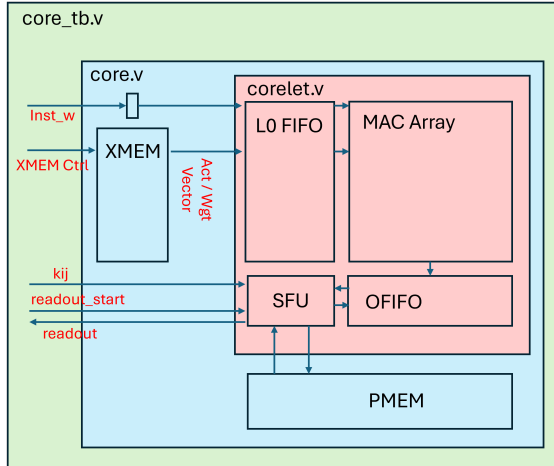 core_tb.v
core.v
corelet.v
Inst_w
L0 FIFO
MAC Array
XMEM
XMEM Ctrl
Act / Wgt
Vector
kij
readout_start
readout
SFU
OFIFO
PMEM